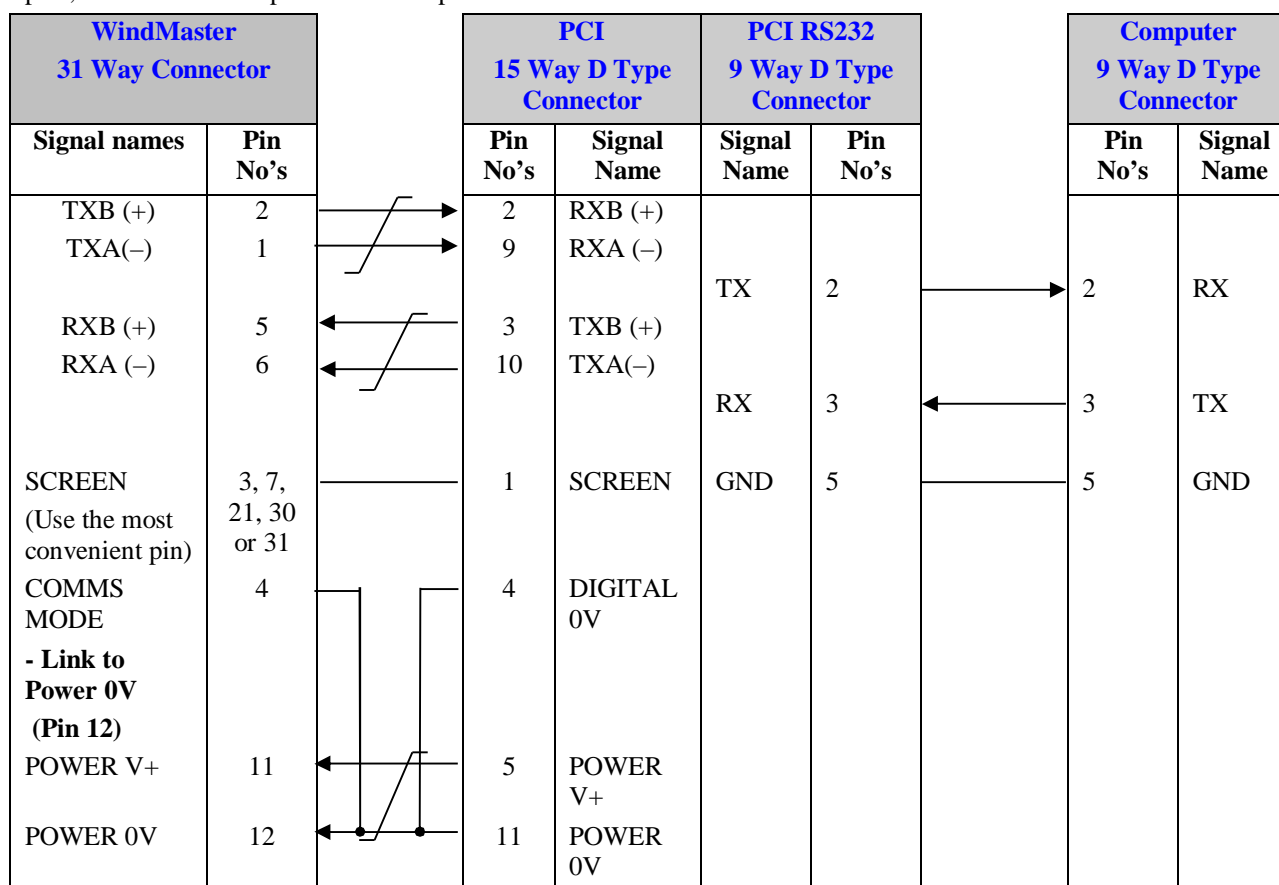 WindMaster
31 Way Connector
PCI
15 Way D Type
Connector
PCI RS232
9 Way D Type
Connector
Computer
9 Way D Type
Connector
Signal names
Pin
No's
Pin
No's
Signal
Name
Signal
Name
Pin
No's
Pin
No's
Signal
Name
TXB (+) 2 2 RXB (+)
TXA(–) 1 9 RXA (–)
TX 2 2 RX
RXB (+) 5 3 TXB (+)
RXA (–) 6 10 TXA(–)
RX 3 3 TX
SCREEN 3, 7, 1 SCREEN GND 5 5 GND
(Use the most 21, 30
convenient pin) or 31
COMMS 4 4 DIGITAL
MODE 0V
- Link to
Power 0V
(Pin 12)
POWER V+ 11 5 POWER
V+
POWER 0V 12 11 POWER
0V